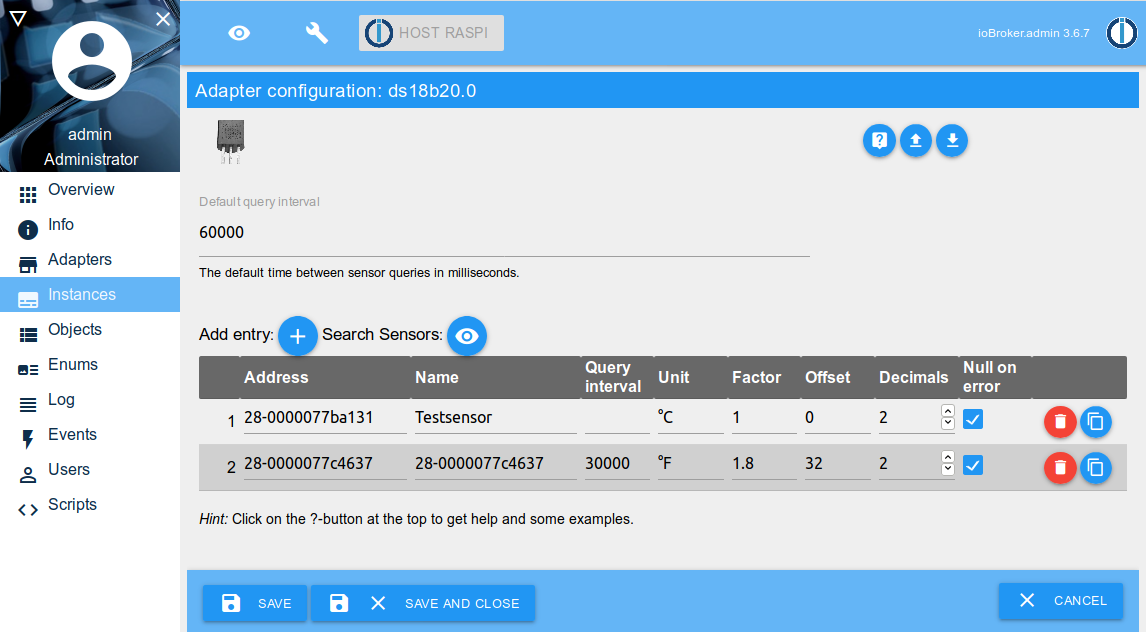 HOST RASPI
ioBroker.admin 3.6.7
admin
Administrator
Overview
Info
Adapters
Instances
Objects
Enums
Log
Events
Users
Scripts
Adapter configuration: ds18b20.0
Default query interval
60000
The default time between sensor queries in milliseconds.
Add entry: + Search Sensors:
Address Name Query interval Unit Factor Offset Decimals Null on error
1 28-0000077ba131 Testsensor °C 1 0 2
2 28-0000077c4637 28-0000077c4637 30000 °F 1.8 32 2
Hint: Click on the ?-button at the top to get help and some examples.
SAVE
SAVE AND CLOSE
CANCEL